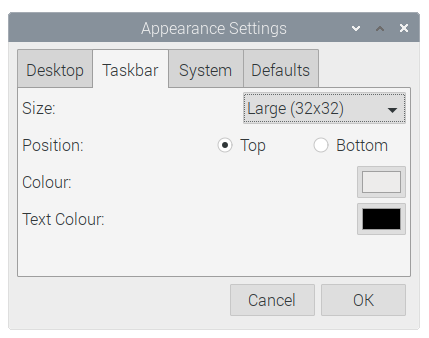 Appearance Settings
Desktop Taskbar System Defaults
Size: Large (32x32)
Position: Top Bottom
Colour:
Text Colour:
Cancel OK